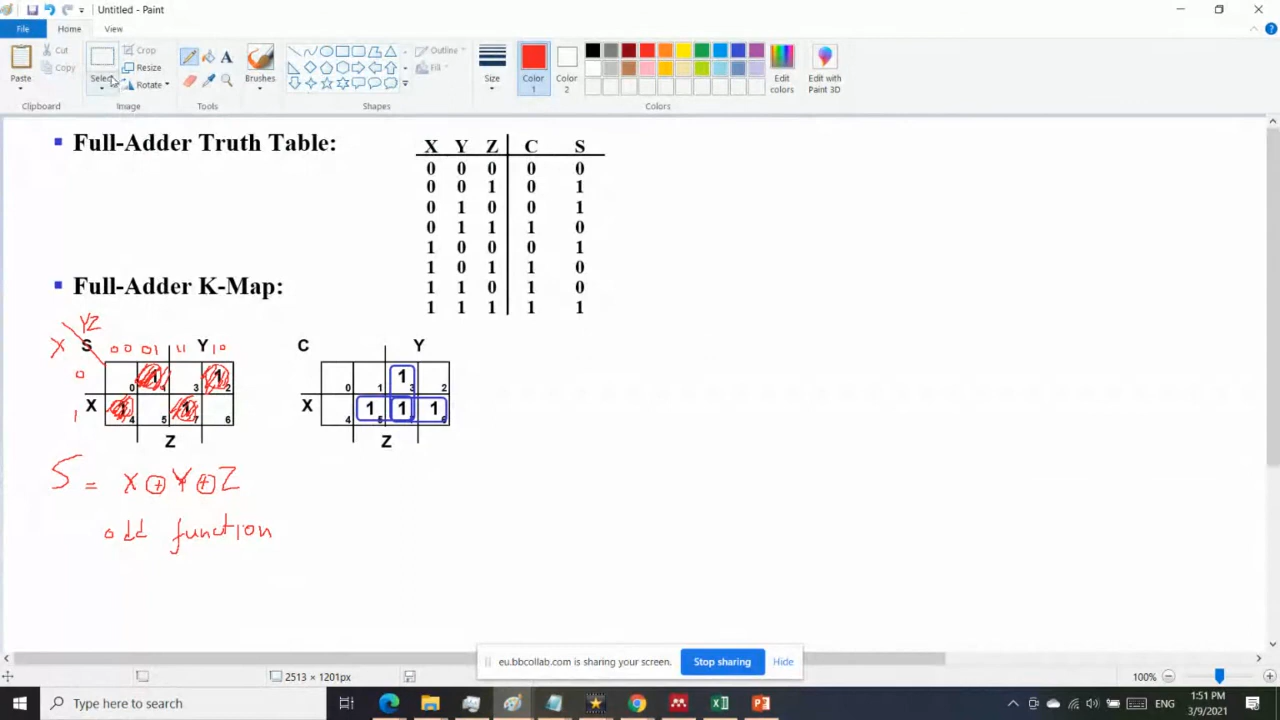 Untitled - Paint
File Home View
Paste Cut Copy Select Crop Resize Rotate Brushes Outline Fill Size Color 1 Color 2 Edit colors Edit with Paint 3D
Clipboard Image Tools Shapes Colors
Full-Adder Truth Table:
X Y Z C S
0 0 0 0 0
0 0 1 0 1
0 1 0 0 1
0 1 1 1 0
1 0 0 0 1
1 0 1 1 0
1 1 0 1 0
1 1 1 1 1
Full-Adder K-Map:
YZ
X S 00 01 11 Y 10
0 0 1 1 3 1 2
X 1 1 4 5 1 7 6
Z
C Y
0 1 1 3 2
X 4 1 5 1 7 1 6
Z
S = X ⊕ Y ⊕ Z
odd function
eu.bbcollab.com is sharing your screen. Stop sharing Hide
2513 × 1201px 100%
Type here to search
ENG
1:51 PM
3/9/2021